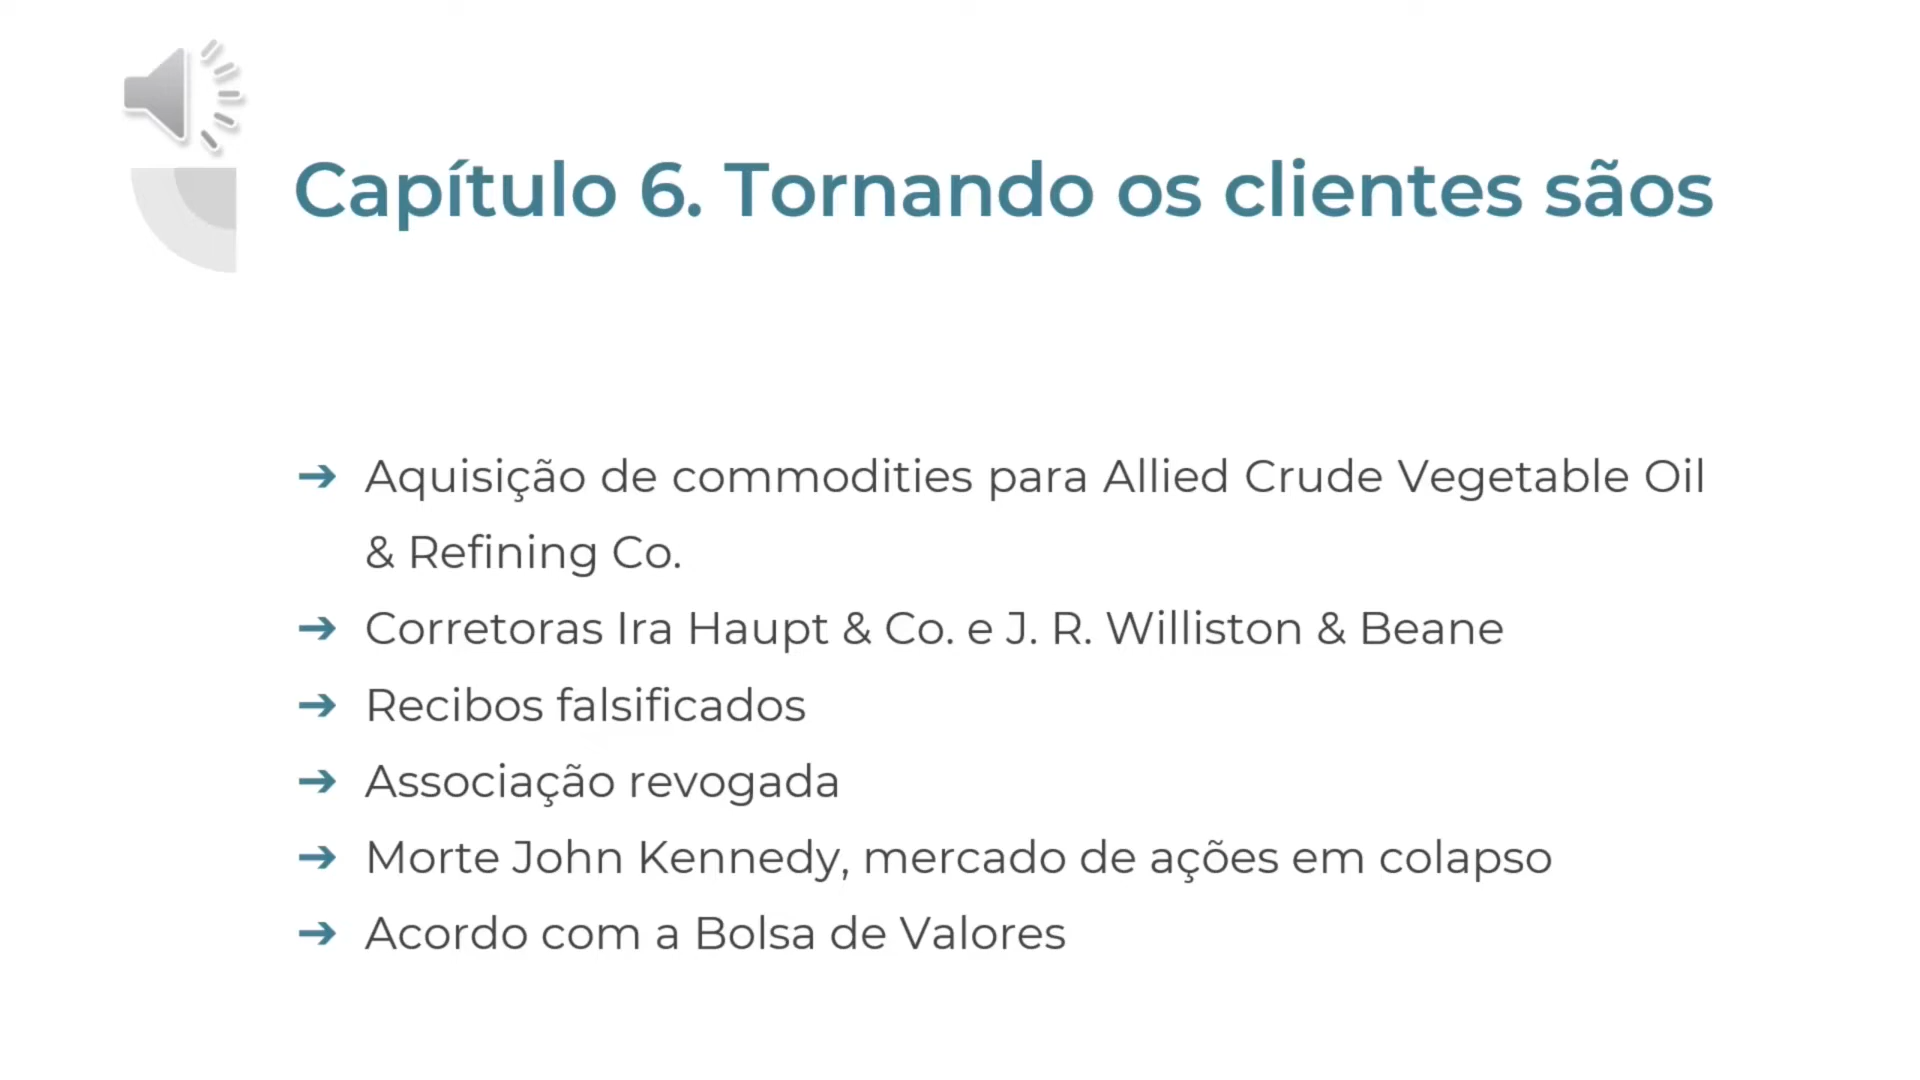 Capítulo 6. Tornando os clientes sãos
➔ Aquisição de commodities para Allied Crude Vegetable Oil
& Refining Co.
➔ Corretoras Ira Haupt & Co. e J. R. Williston & Beane
➔ Recibos falsificados
➔ Associação revogada
➔ Morte John Kennedy, mercado de ações em colapso
➔ Acordo com a Bolsa de Valores